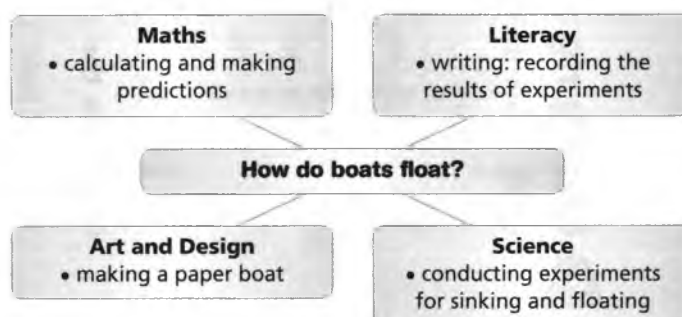 Maths
• calculating and making
predictions
Literacy
• writing: recording the
results of experiments
How do boats float?
Art and Design
• making a paper boat
Science
• conducting experiments
for sinking and floating